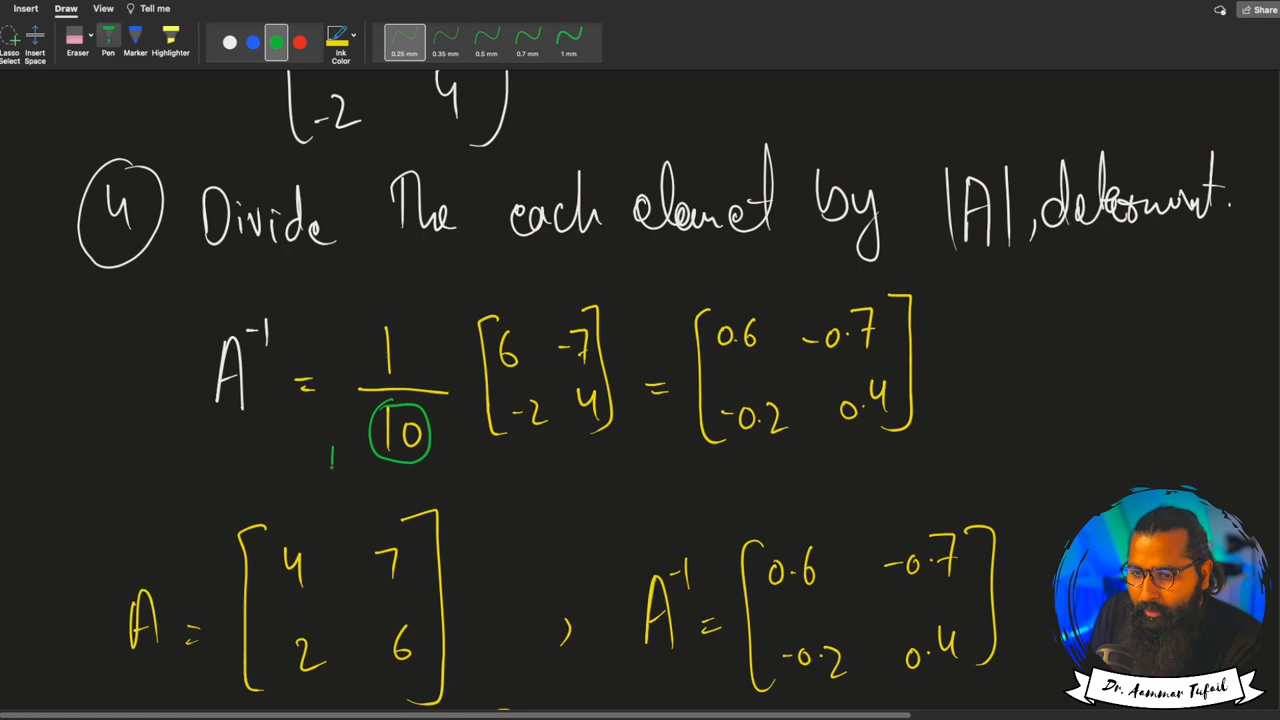 Insert Draw View Tell me
Share
Lasso Select Insert Space Eraser Pen Marker Highlighter Ink Color 0.25 mm 0.35 mm 0.5 mm 0.7 mm 1 mm
-2 4
4 Divide The each elemet by |A|, determint.
A⁻¹ = 1/10 [6 -7; -2 4] = [0.6 -0.7; -0.2 0.4]
A = [4 7; 2 6] , A⁻¹ = [0.6 -0.7; -0.2 0.4]
Dr. Aammar Tufail